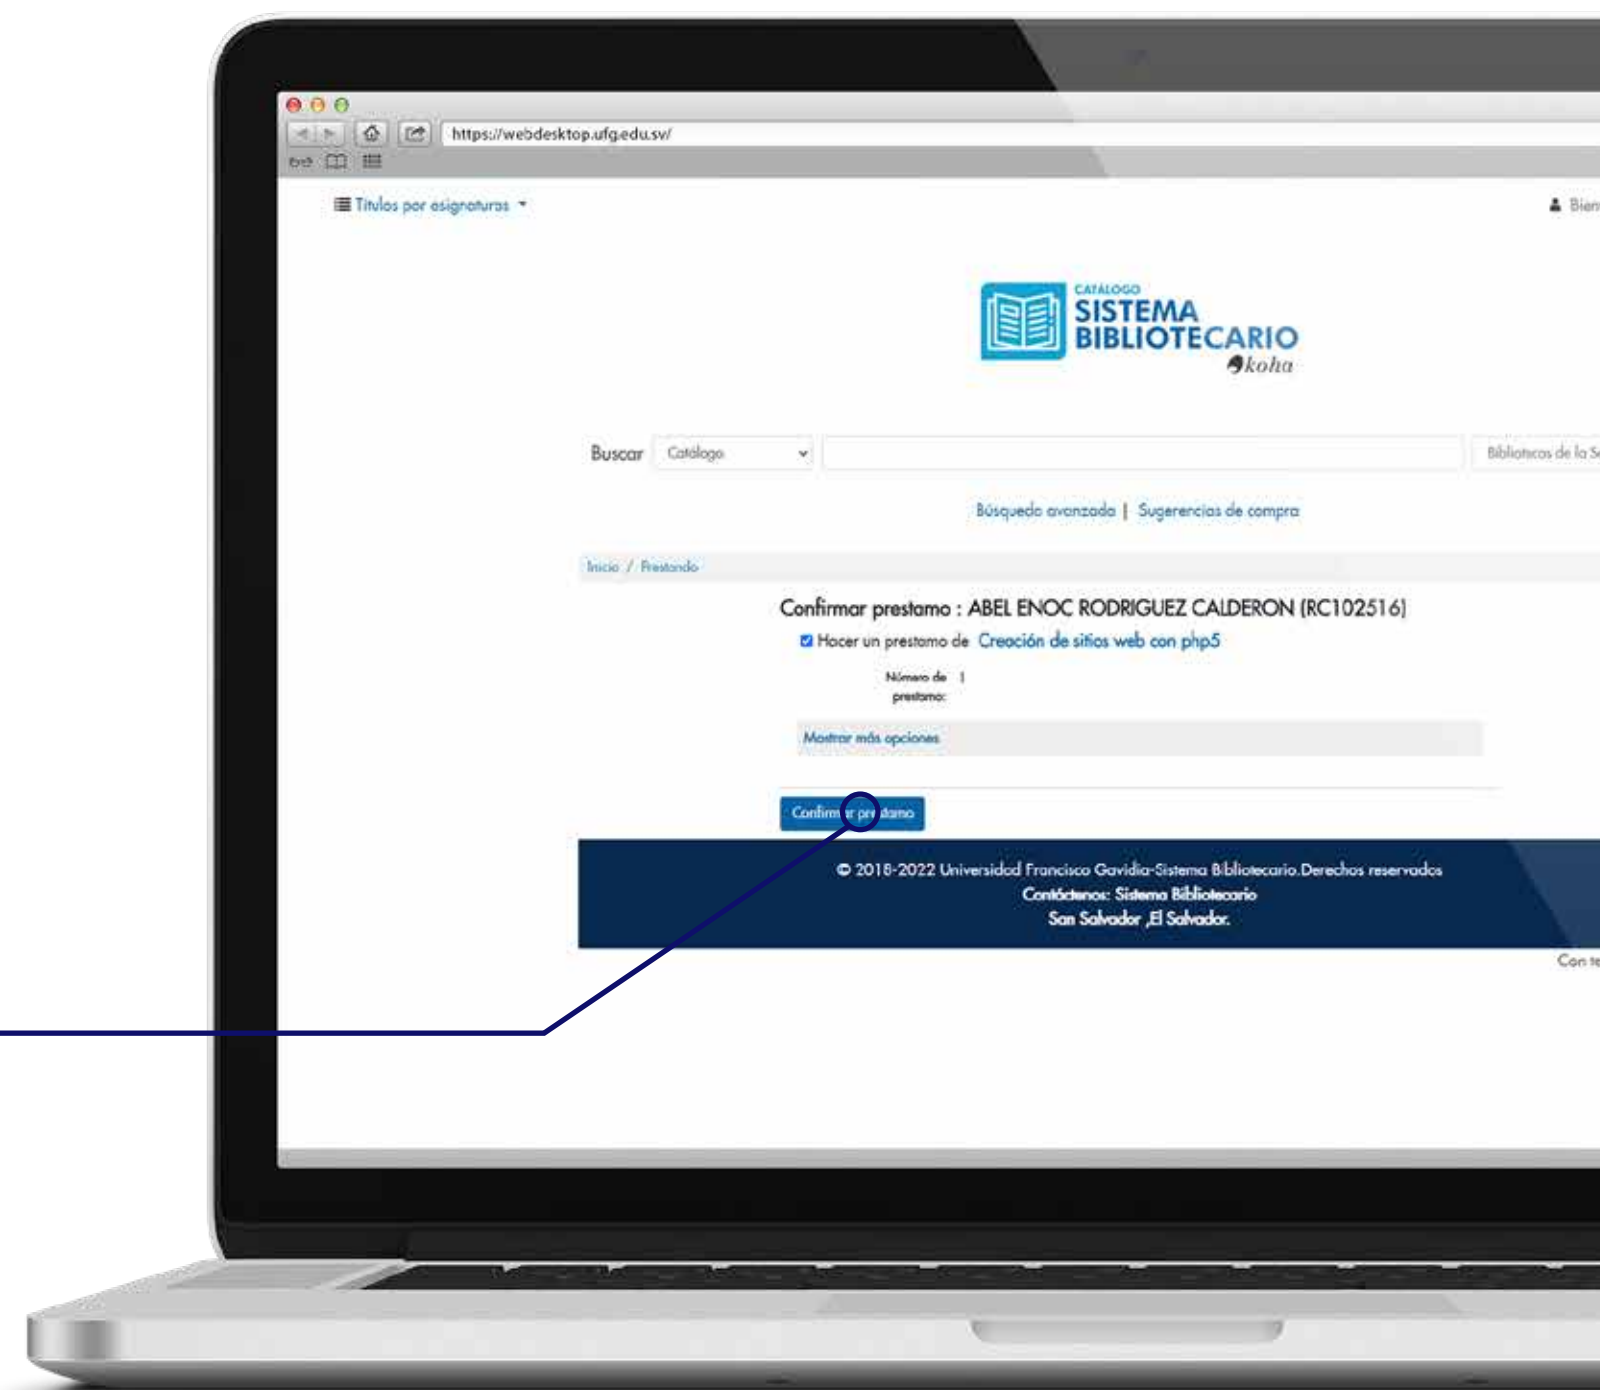 https://webdesktop.ufg.edu.sv/
Títulos por asignaturas
CATÁLOGO
SISTEMA
BIBLIOTECARIO
koha
Buscar Catálogo
Búsqueda avanzada | Sugerencias de compra
Inicio / Prestando
Confirmar prestamo : ABEL ENOC RODRIGUEZ CALDERON (RC102516)
Hacer un prestamo de Creación de sitios web con php5
Número de 1
prestamo:
Mostrar más opciones
Confirmar prestamo
© 2018-2022 Universidad Francisco Gavidia-Sistema Bibliotecario.Derechos reservados
Contáctenos: Sistema Bibliotecario
San Salvador ,El Salvador.